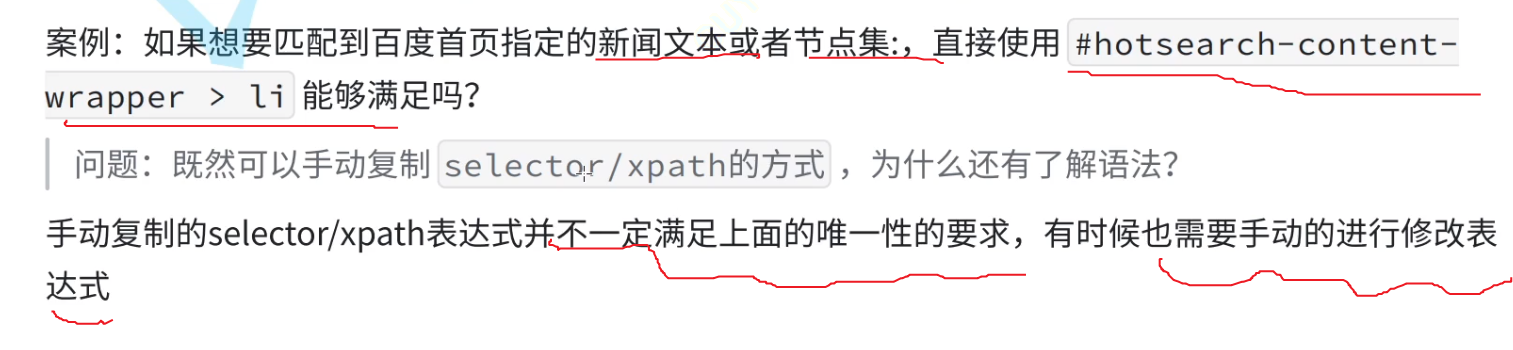 案例：如果想要匹配到百度首页指定的新闻文本或者节点集:，直接使用 #hotsearch-content-
wrapper > li 能够满足吗？
问题：既然可以手动复制 selector/xpath的方式 ，为什么还有了解语法？
手动复制的selector/xpath表达式并不一定满足上面的唯一性的要求，有时候也需要手动的进行修改表
达式